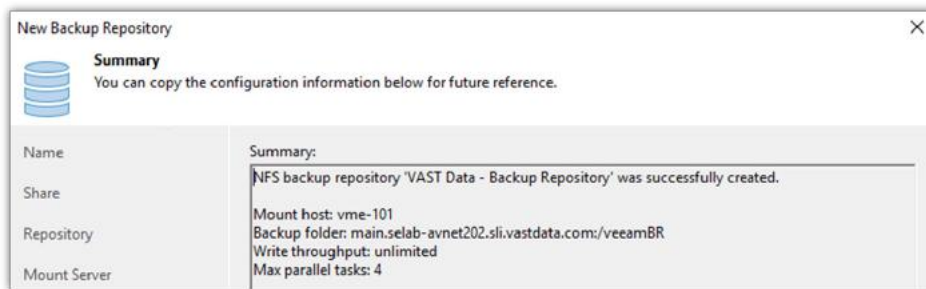 New Backup Repository
Summary
You can copy the configuration information below for future reference.
Name
Share
Repository
Mount Server
Summary:
NFS backup repository 'VAST Data - Backup Repository' was successfully created.
Mount host: vme-101
Backup folder: main.selab-avnet202.sli.vastdata.com:/veeamBR
Write throughput: unlimited
Max parallel tasks: 4